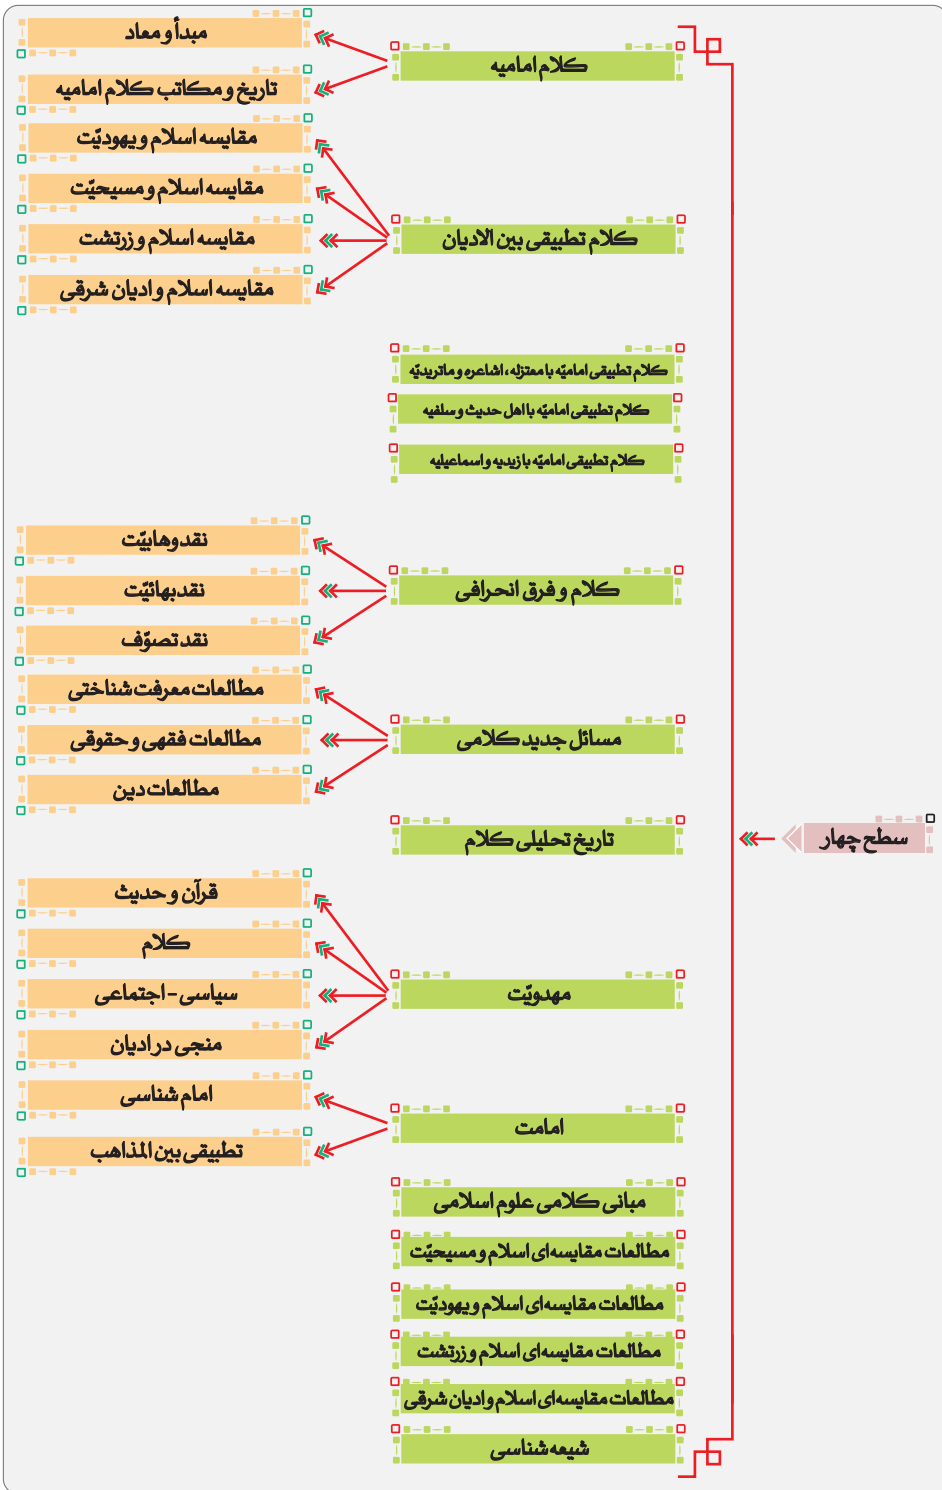 سطح چهار
کلام امامیه
مبدأ و معاد
تاریخ و مکاتب کلام امامیه
کلام تطبیقی بین الادیان
مقایسه اسلام و یهودیّت
مقایسه اسلام و مسیحیّت
مقایسه اسلام و زرتشت
مقایسه اسلام و ادیان شرقی
کلام تطبیقی امامیّه با معتزله، اشاعره و ماتریدیّه
کلام تطبیقی امامیّه با اهل حدیث و سلفیه
کلام تطبیقی امامیّه با زیدیه و اسماعیلیه
کلام و فرق انحرافی
نقد وهابیّت
نقد بهائیّت
نقد تصوّف
مسائل جدید کلامی
مطالعات معرفت شناختی
مطالعات فقهی و حقوقی
مطالعات دین
تاریخ تحلیلی کلام
مهدویّت
قرآن و حدیث
کلام
سیاسی - اجتماعی
منجی در ادیان
امامت
امام شناسی
تطبیقی بین المذاهب
مبانی کلامی علوم اسلامی
مطالعات مقایسه‌ای اسلام و مسیحیّت
مطالعات مقایسه‌ای اسلام و یهودیّت
مطالعات مقایسه‌ای اسلام و زرتشت
مطالعات مقایسه‌ای اسلام و ادیان شرقی
شیعه شناسی